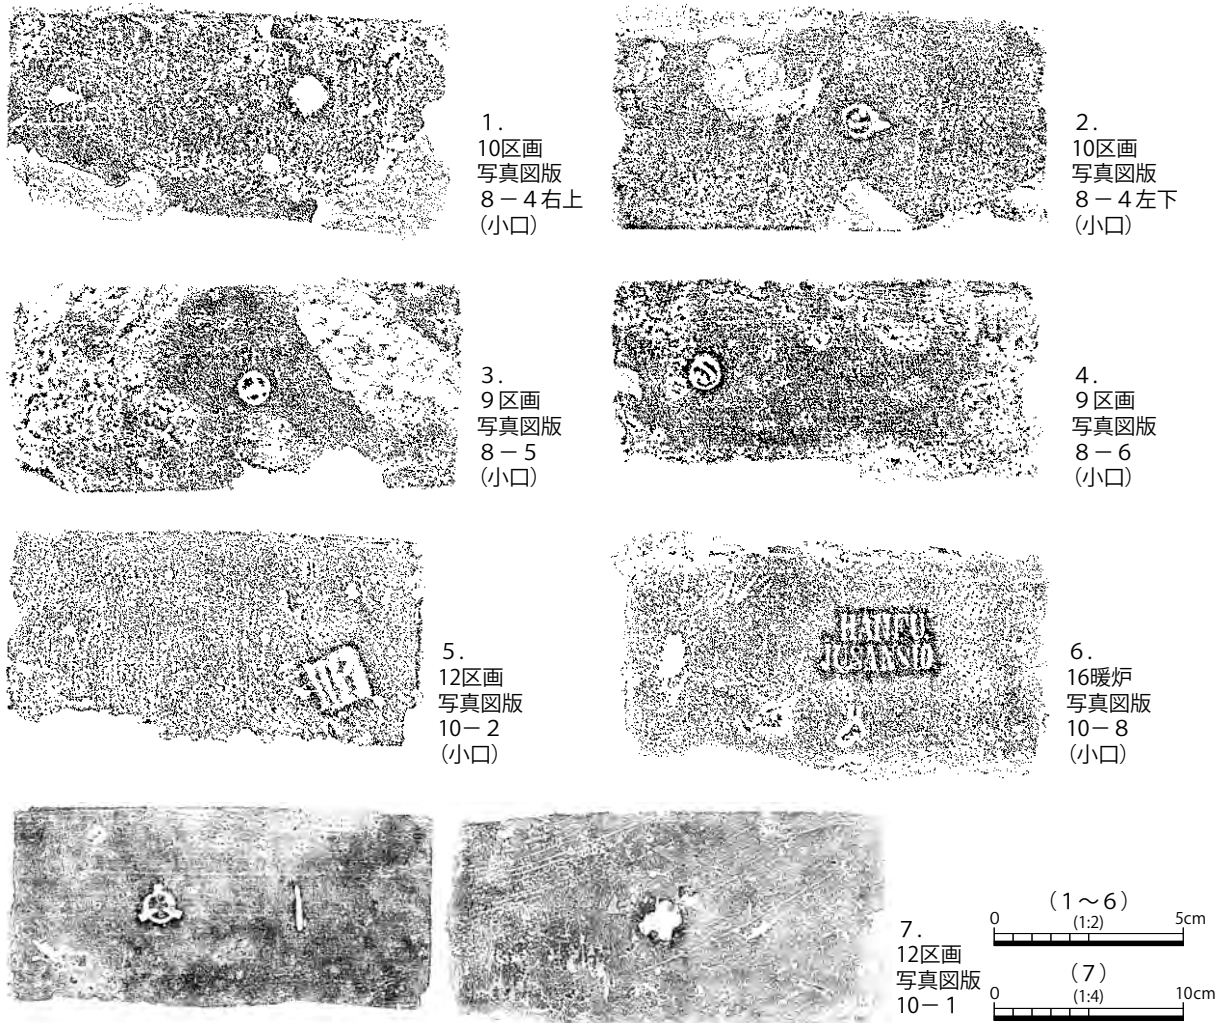 1.
10区画
写真図版
8－4右上
(小口)
2.
10区画
写真図版
8－4左下
(小口)
3.
9区画
写真図版
8－5
(小口)
4.
9区画
写真図版
8－6
(小口)
5.
12区画
写真図版
10－2
(小口)
6.
16暖炉
写真図版
10－8
(小口)
7.
12区画
写真図版
10－1
(1～6)
0 (1:2) 5cm
(7)
0 (1:4) 10cm